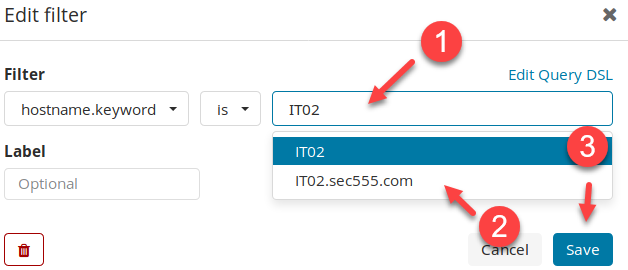 Edit filter
1
Filter
Edit Query DSL
hostname.keyword
is
IT02
Label
IT02
3
Optional
IT02.sec555.com
2
Cancel
Save